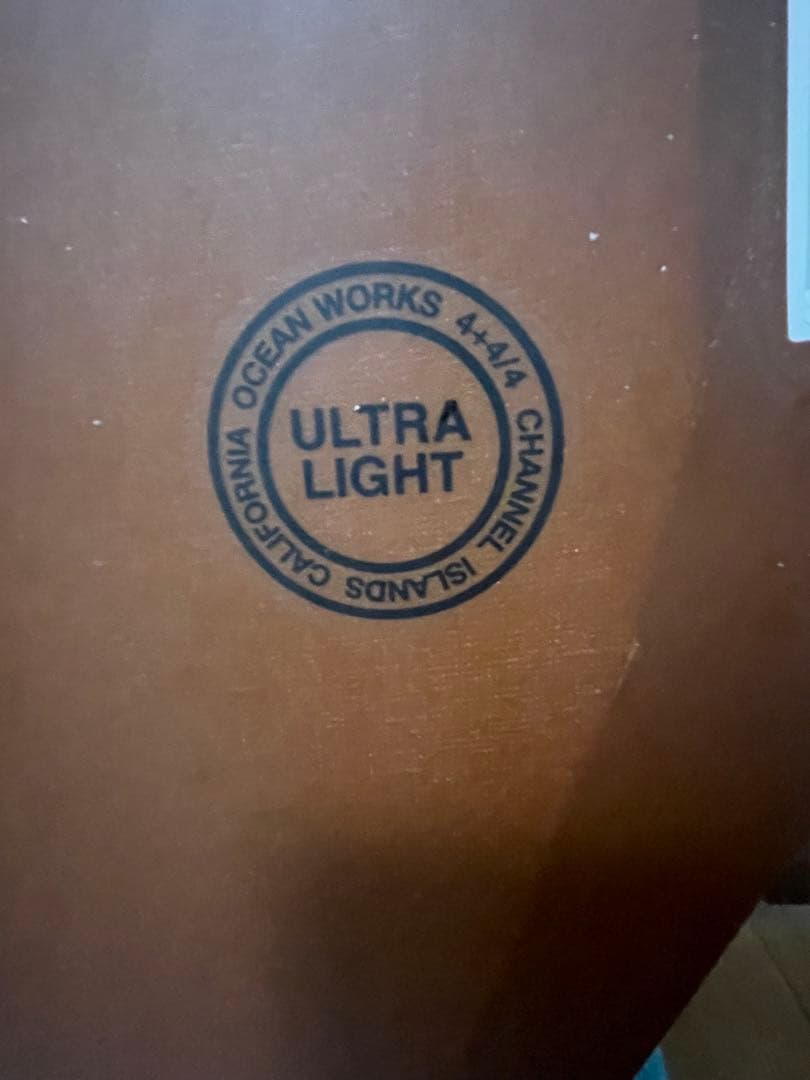 OCEAN WORKS 4+4/4 CHANNEL ISLANDS CALIFORNIA
ULTRA
LIGHT